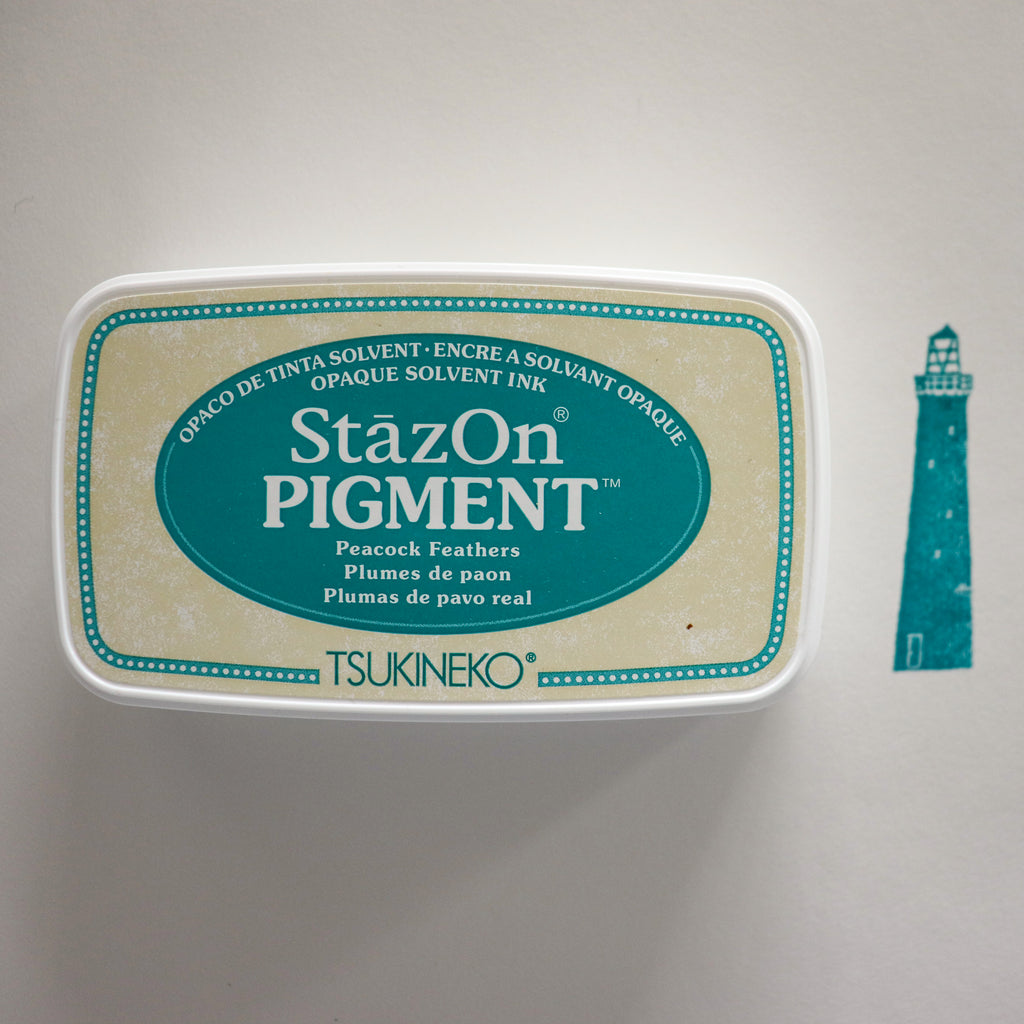 OPACO DE TINTA SOLVENT · ENCRE A SOLVANT OPAQUE
OPAQUE SOLVENT INK
StāzOn®
PIGMENT™
Peacock Feathers
Plumes de paon
Plumas de pavo real
TSUKINEKO®